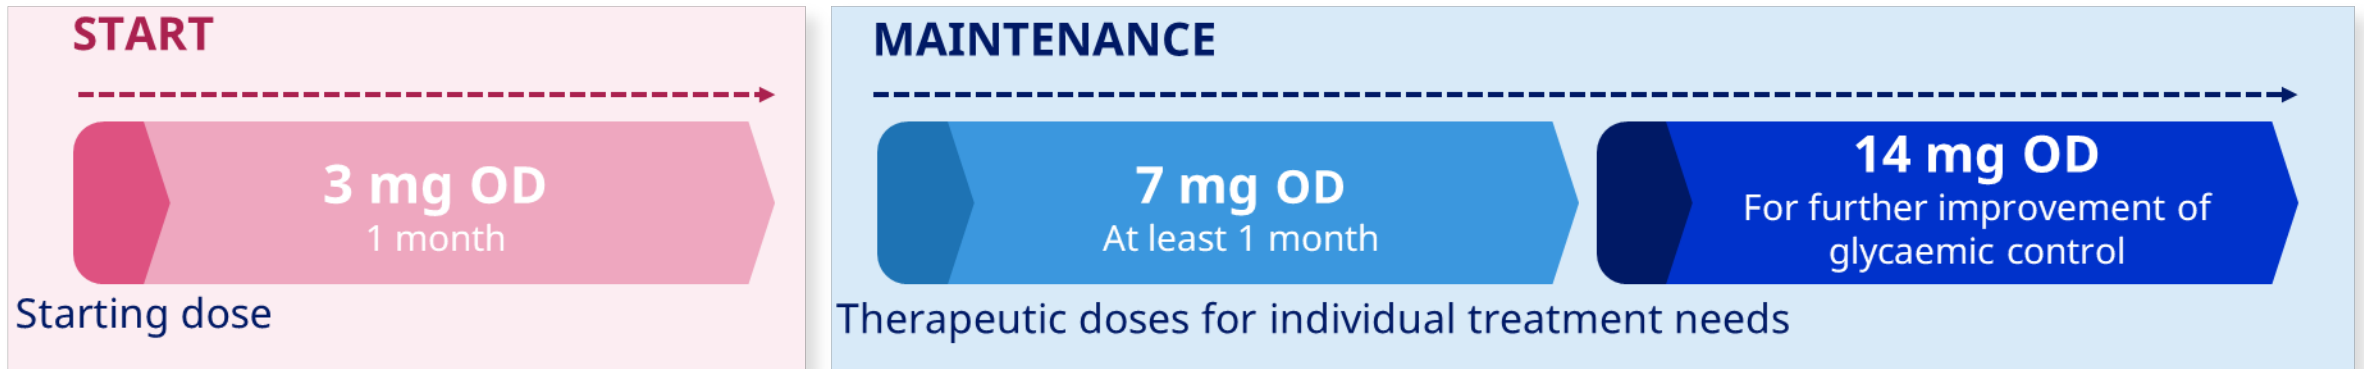 START
3 mg OD
1 month
Starting dose
MAINTENANCE
7 mg OD
At least 1 month
14 mg OD
For further improvement of
glycaemic control
Therapeutic doses for individual treatment needs